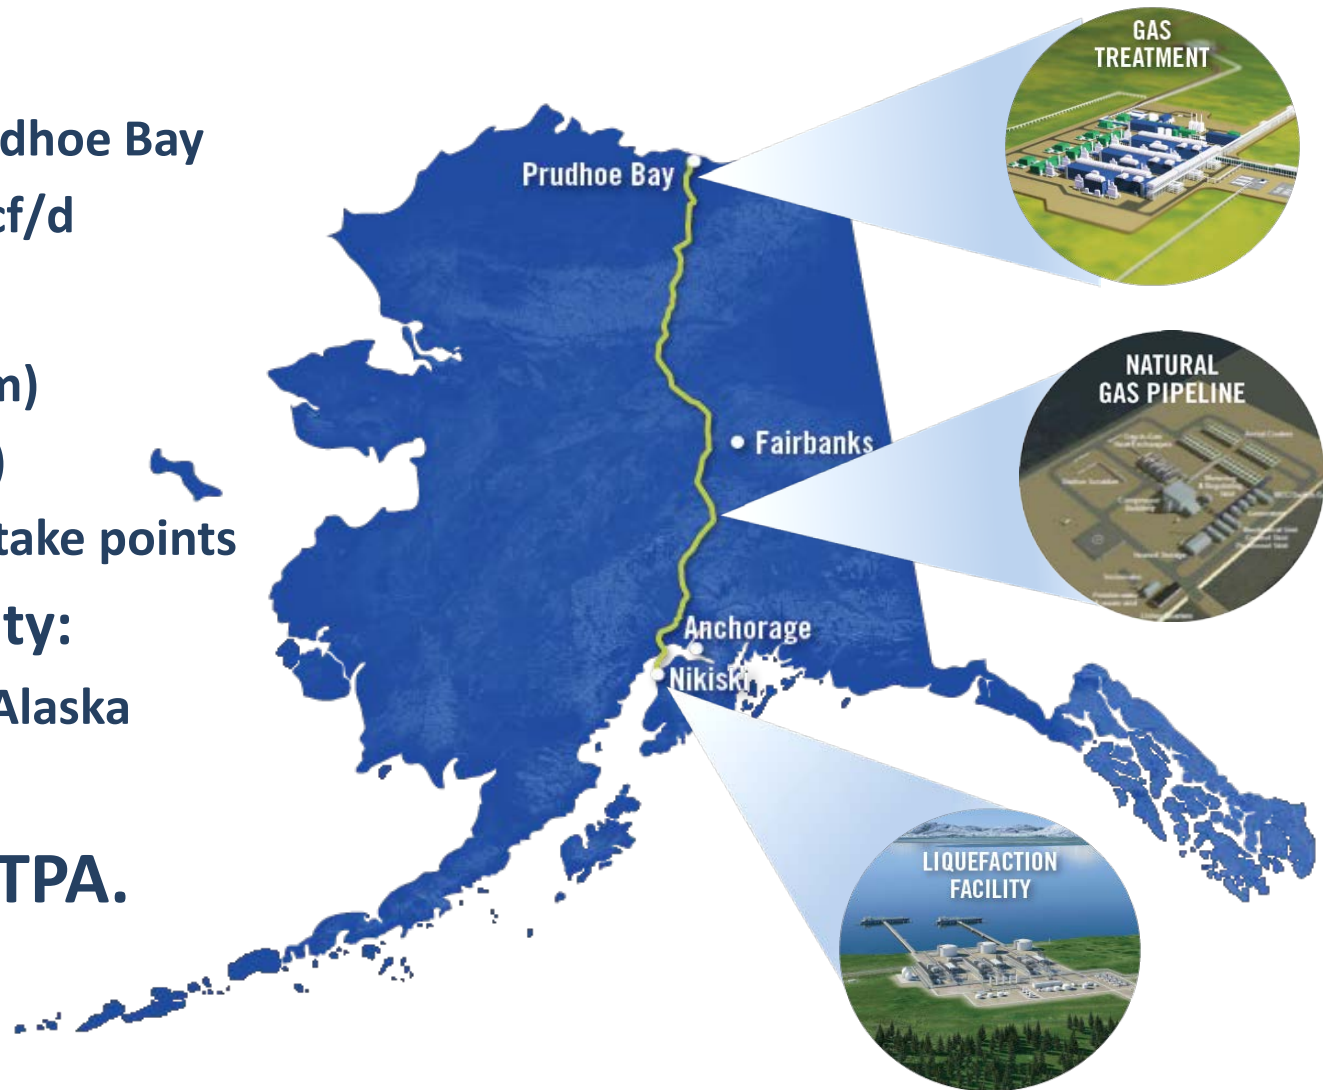 dhoe Bay
cf/d
m)
)
take points
ty:
Alaska
TPA.
GAS
TREATMENT
Prudhoe Bay
NATURAL
GAS PIPELINE
Fairbanks
Anchorage
Nikiski
LIQUEFACTION
FACILITY